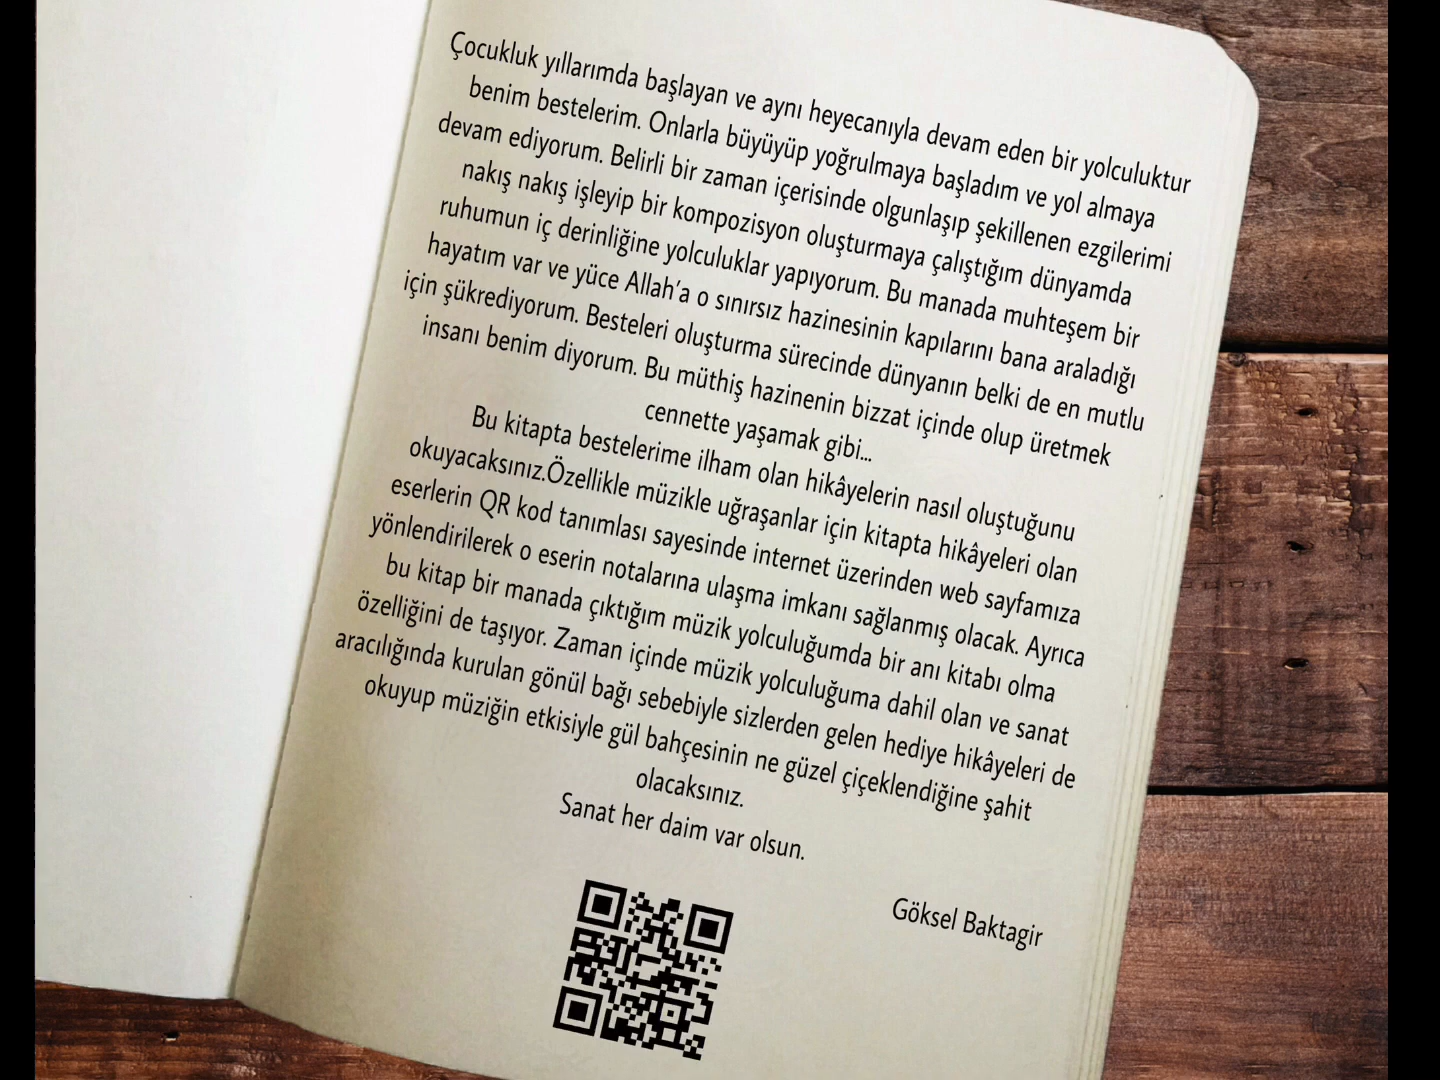 Çocukluk yıllarımda başlayan ve aynı heyecanıyla devam eden bir yolculuktur
benim bestelerim. Onlarla büyüyüp yoğrulmaya başladım ve yol almaya
devam ediyorum. Belirli bir zaman içerisinde olgunlaşıp şekillenen ezgilerimi
nakış nakış işleyip bir kompozisyon oluşturmaya çalıştığım dünyamda
ruhumun iç derinliğine yolculuklar yapıyorum. Bu manada muhteşem bir
hayatım var ve yüce Allah'a o sınırsız hazinesinin kapılarını bana araladığı
için şükrediyorum. Besteleri oluşturma sürecinde dünyanın belki de en mutlu
insanı benim diyorum. Bu müthiş hazinenin bizzat içinde olup üretmek
cennette yaşamak gibi...
Bu kitapta bestelerime ilham olan hikâyelerin nasıl oluştuğunu
okuyacaksınız.Özellikle müzikle uğraşanlar için kitapta hikâyeleri olan
eserlerin QR kod tanımlası sayesinde internet üzerinden web sayfamıza
yönlendirilerek o eserin notalarına ulaşma imkanı sağlanmış olacak. Ayrıca
bu kitap bir manada çıktığım müzik yolculuğumda bir anı kitabı olma
özelliğini de taşıyor. Zaman içinde müzik yolculuğuma dahil olan ve sanat
aracılığında kurulan gönül bağı sebebiyle sizlerden gelen hediye hikâyeleri de
okuyup müziğin etkisiyle gül bahçesinin ne güzel çiçeklendiğine şahit
olacaksınız.
Sanat her daim var olsun.
Göksel Baktagir